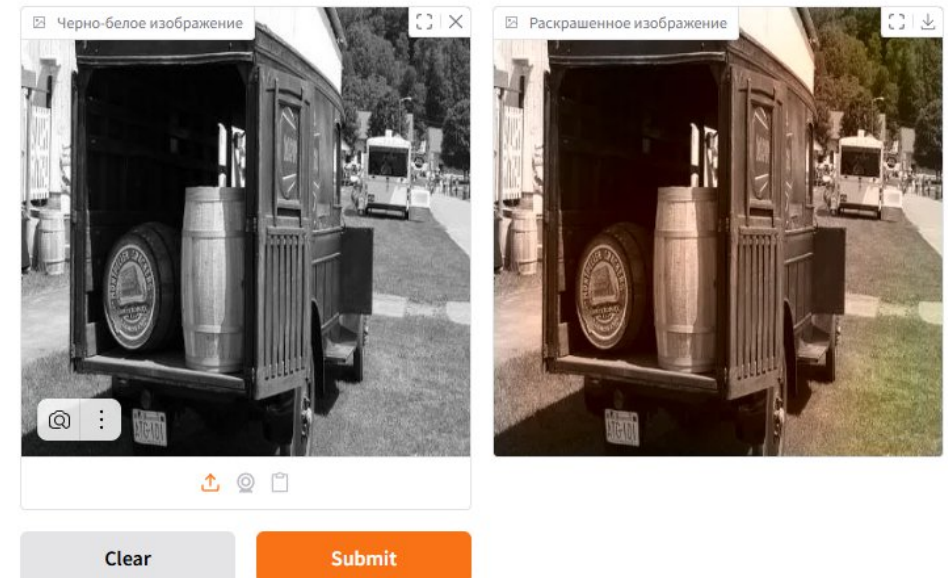 Черно-белое изображение
Раскрашенное изображение
Clear
Submit